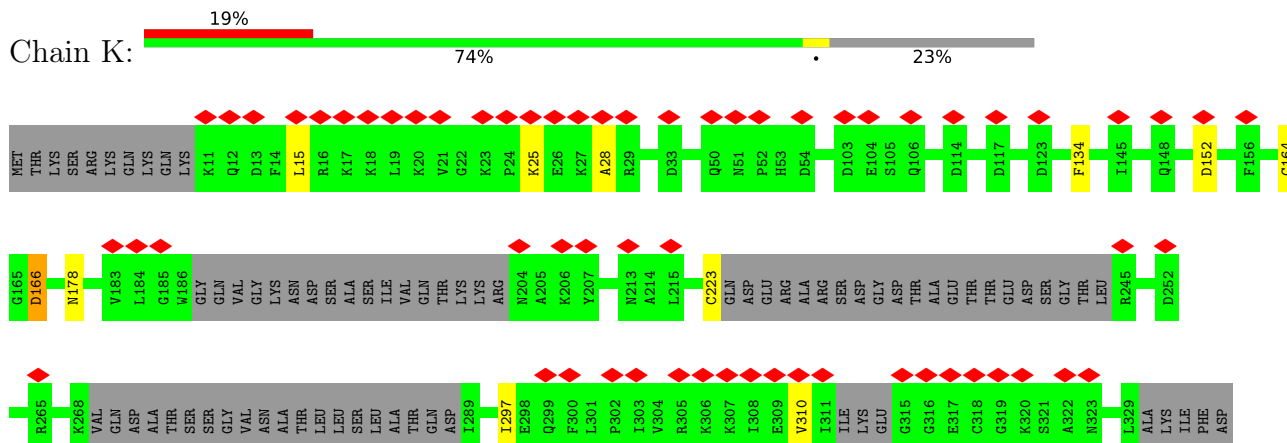 19%
Chain K:
74% • 23%
MET THR LYS SER ARG LYS GLN LYS GLN LYS K11 Q12 D13 F14 L15 R16 K17 K18 L19 K20 V21 G22 K23 P24 K25 E26 K27 A28 R29 D33 Q50 N51 P52 H53 D54 D103 E104 S105 Q106 D114 D117 D123 F134 I145 Q148 D152 F156 G164
G165 D166 N178 V183 L184 G185 W186 GLY GLN VAL GLY LYS ASN ASP SER ALA SER ILE VAL GLN THR LYS LYS ARG N204 A205 K206 Y207 N213 A214 L215 C223 GLN ASP GLU ARG ALA ARG SER ASP GLY ASP THR ALA GLU THR THR GLU ASP SER GLY THR LEU R245 D252
R265 K268 VAL GLN ASP ALA THR SER SER GLY VAL ASN ALA THR LEU LEU SER LEU ALA THR GLN ASP I289 I297 E298 Q299 F300 L301 P302 I303 V304 R305 K306 K307 I308 E309 V310 I311 ILE LYS GLU G315 G316 E317 C318 G319 K320 S321 A322 N323 L329 ALA LYS ILE PHE ASP